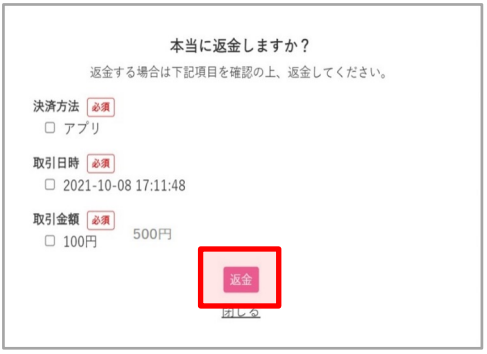 本当に返金しますか？
返金する場合は下記項目を確認の上、返金してください。
決済方法 必須
アプリ
取引日時 必須
2021-10-08 17:11:48
取引金額 必須
100円 500円
返金
閉じる